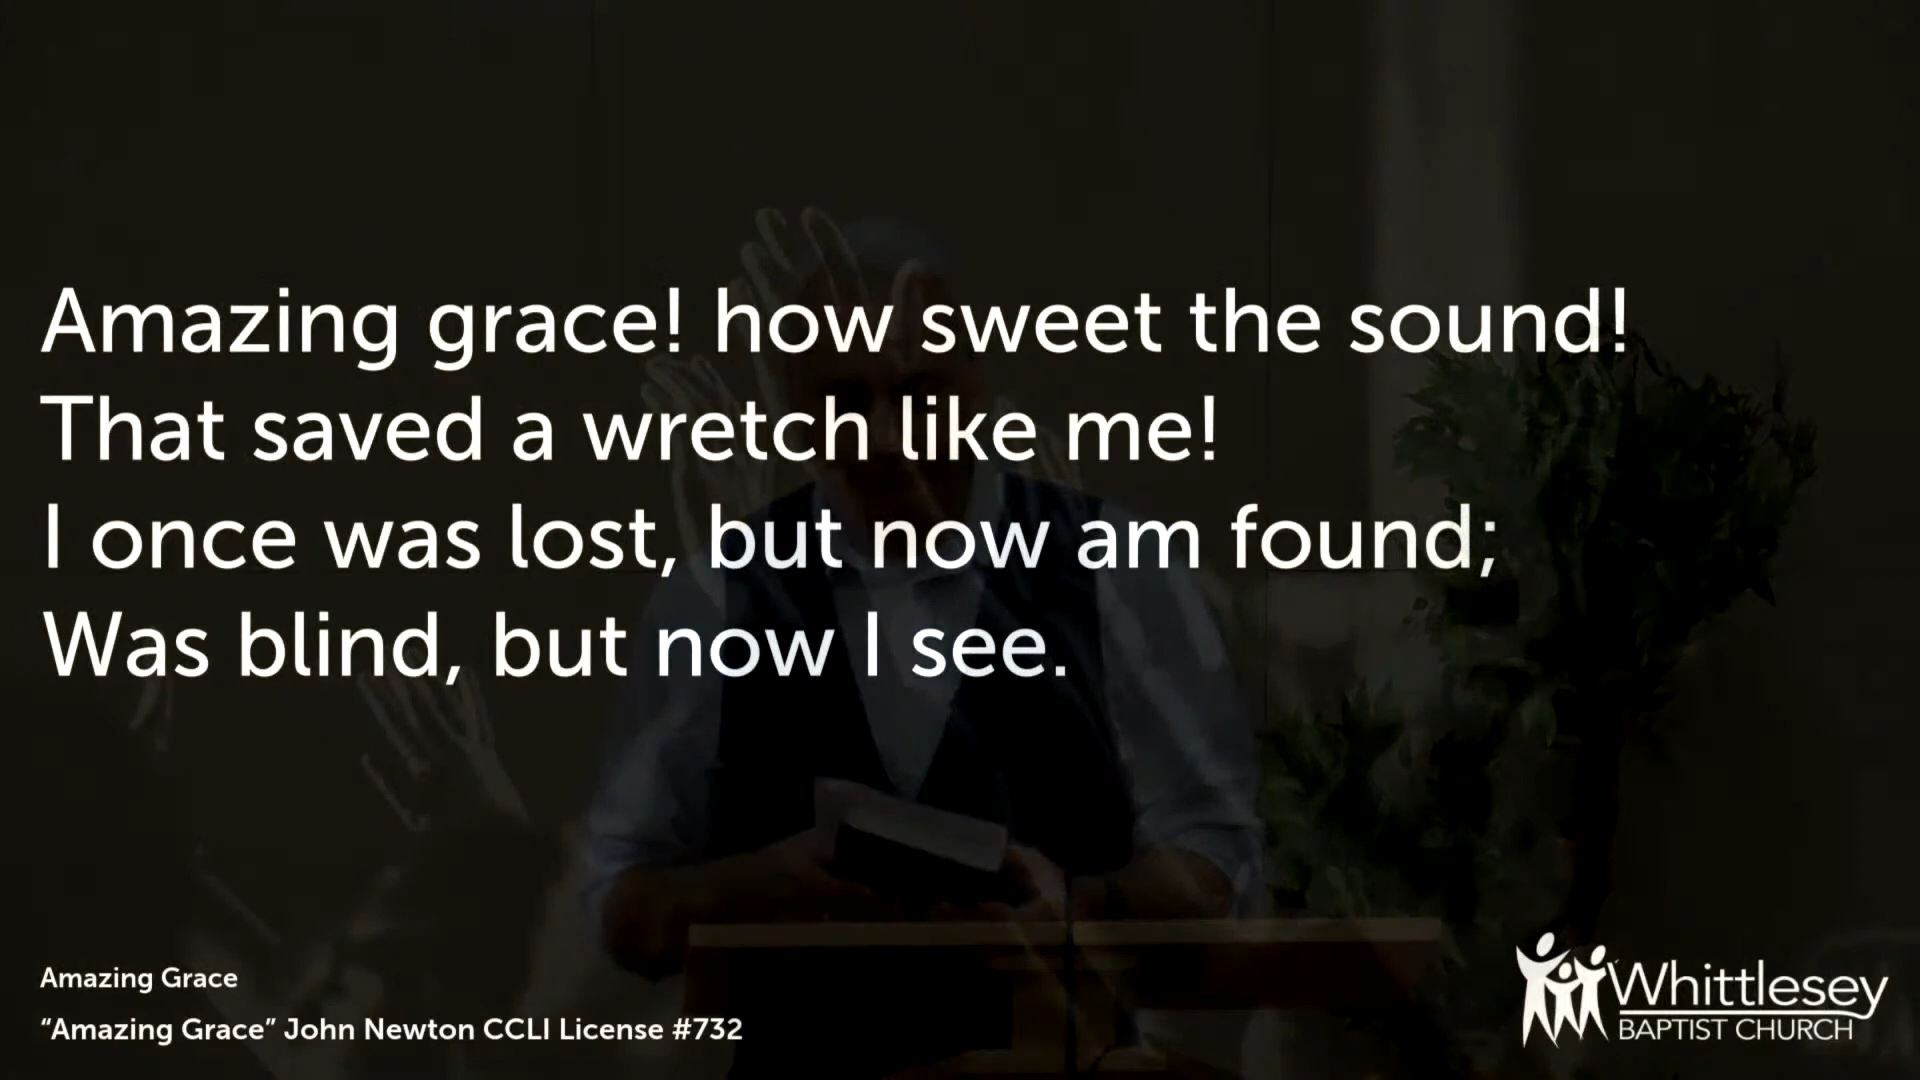 Amazing grace! how sweet the sound!
That saved a wretch like me!
I once was lost, but now am found;
Was blind, but now I see.
Amazing Grace
“Amazing Grace” John Newton CCLI License #732
Whittlesey
BAPTIST CHURCH